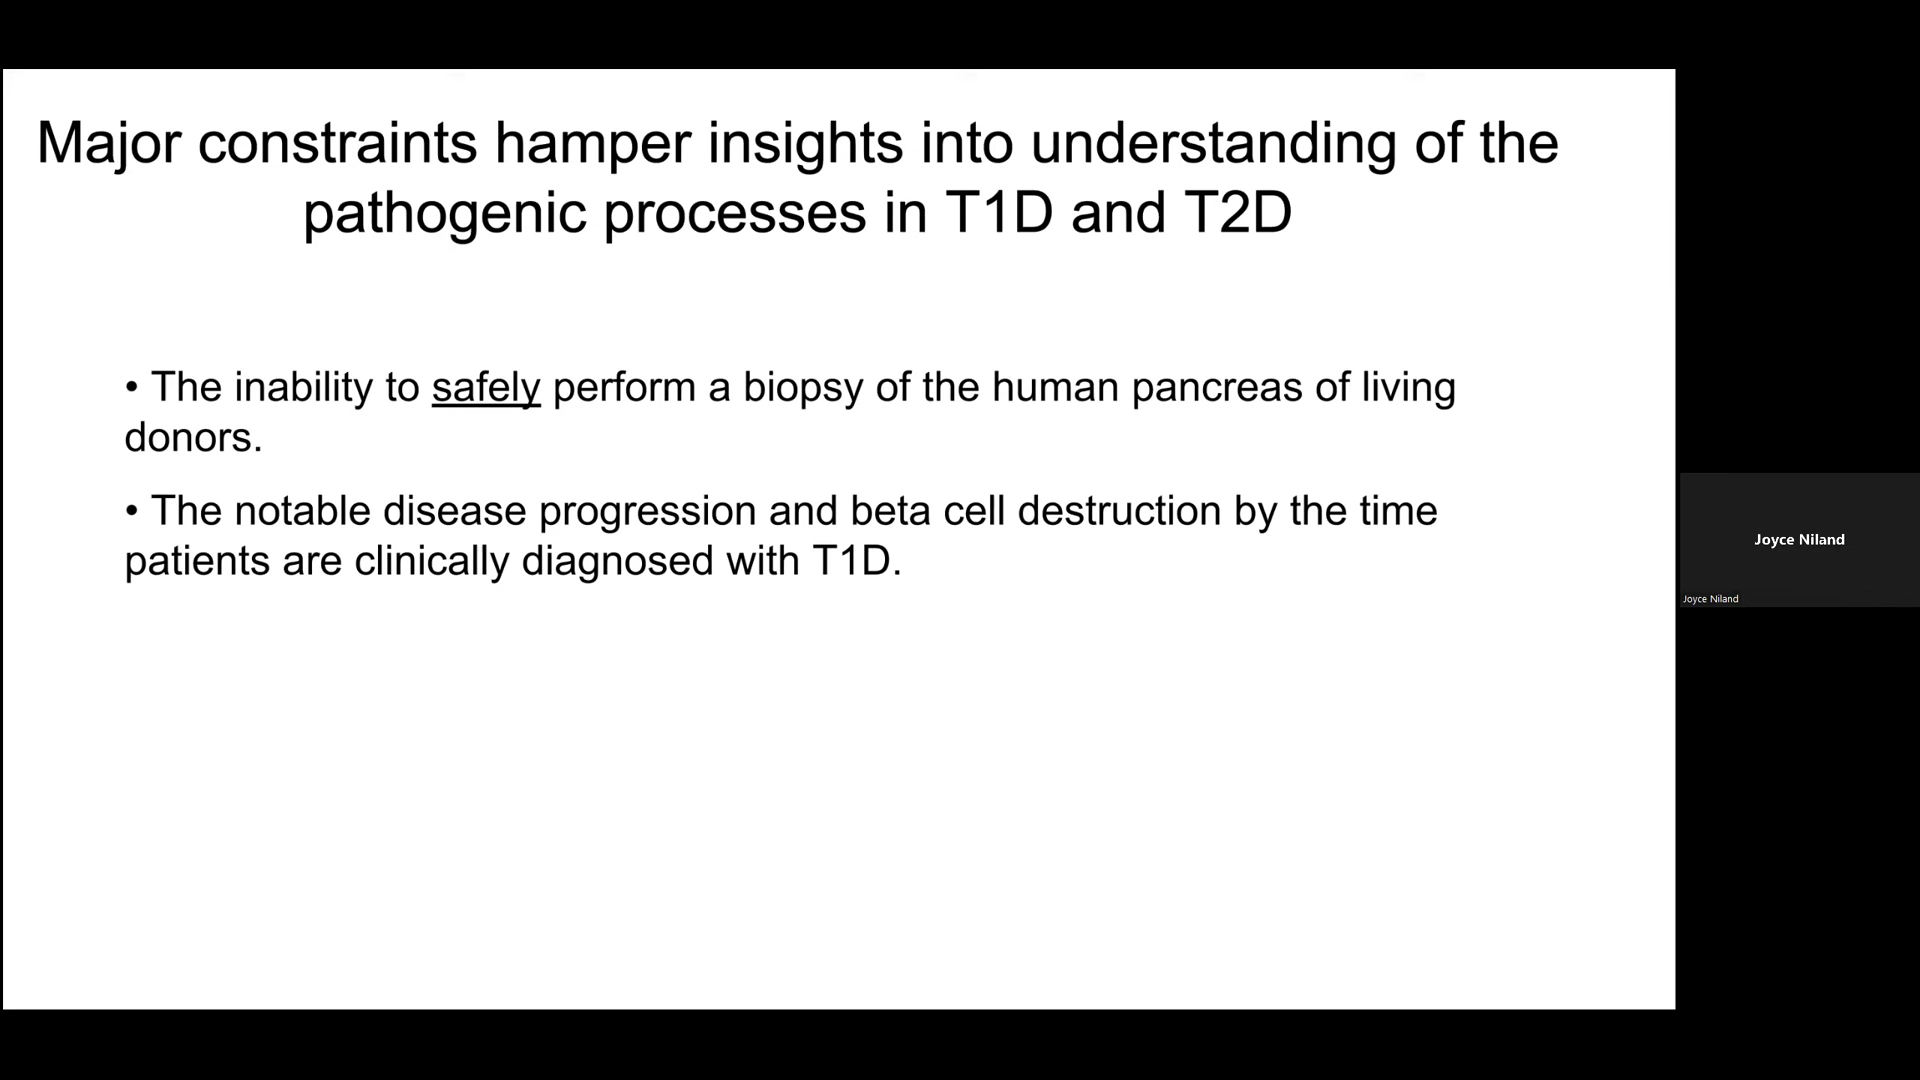 Major constraints hamper insights into understanding of the
pathogenic processes in T1D and T2D
• The inability to safely perform a biopsy of the human pancreas of living
donors.
• The notable disease progression and beta cell destruction by the time
patients are clinically diagnosed with T1D.
Joyce Niland
Joyce Niland